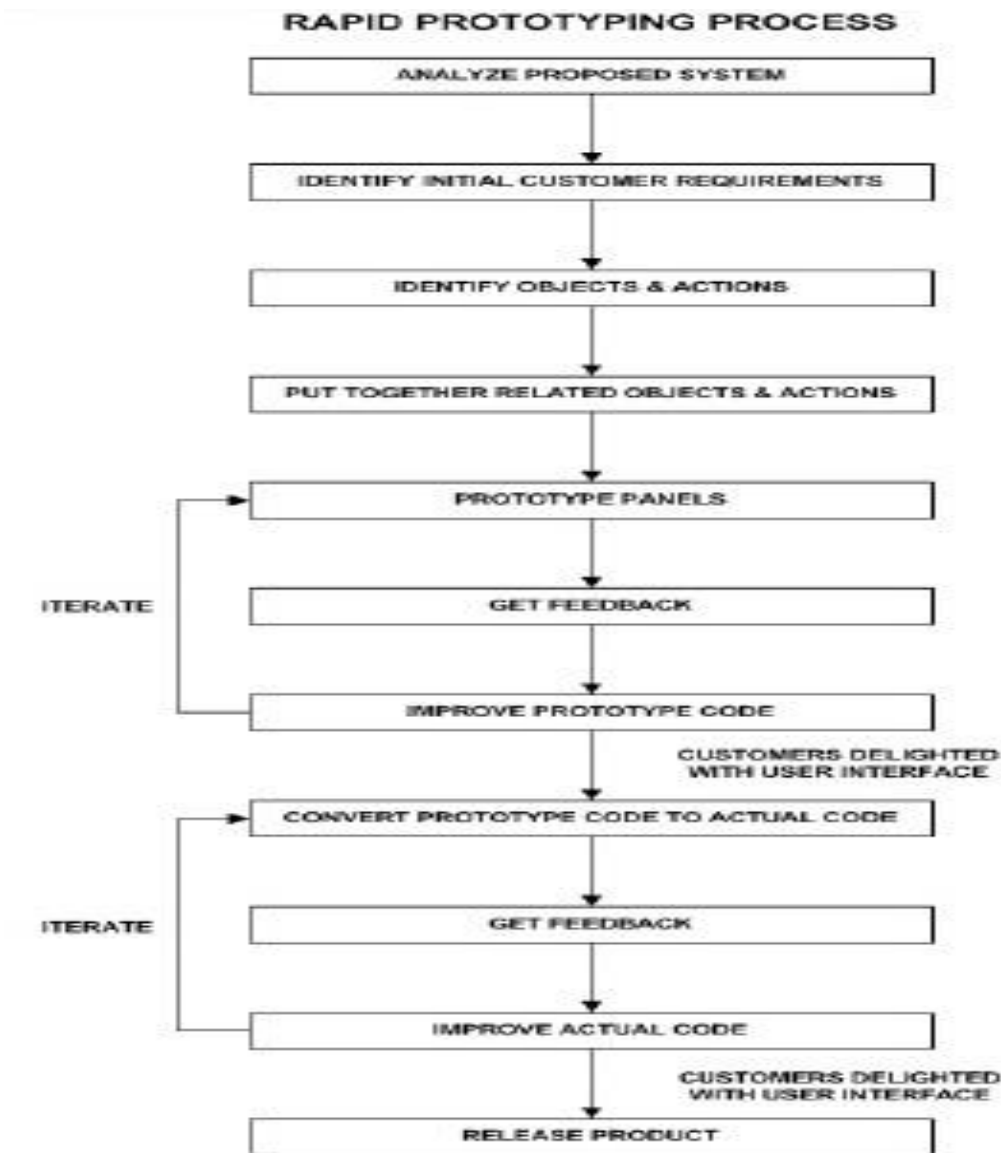 RAPID PROTOTYPING PROCESS
ANALYZE PROPOSED SYSTEM
IDENTIFY INITIAL CUSTOMER REQUIREMENTS
IDENTIFY OBJECTS & ACTIONS
PUT TOGETHER RELATED OBJECTS & ACTIONS
PROTOTYPE PANELS
ITERATE
GET FEEDBACK
IMPROVE PROTOTYPE CODE
CUSTOMERS DELIGHTED
WITH USER INTERFACE
CONVERT PROTOTYPE CODE TO ACTUAL CODE
ITERATE
GET FEEDBACK
IMPROVE ACTUAL CODE
CUSTOMERS DELIGHTED
WITH USER INTERFACE
RELEASE PRODUCT